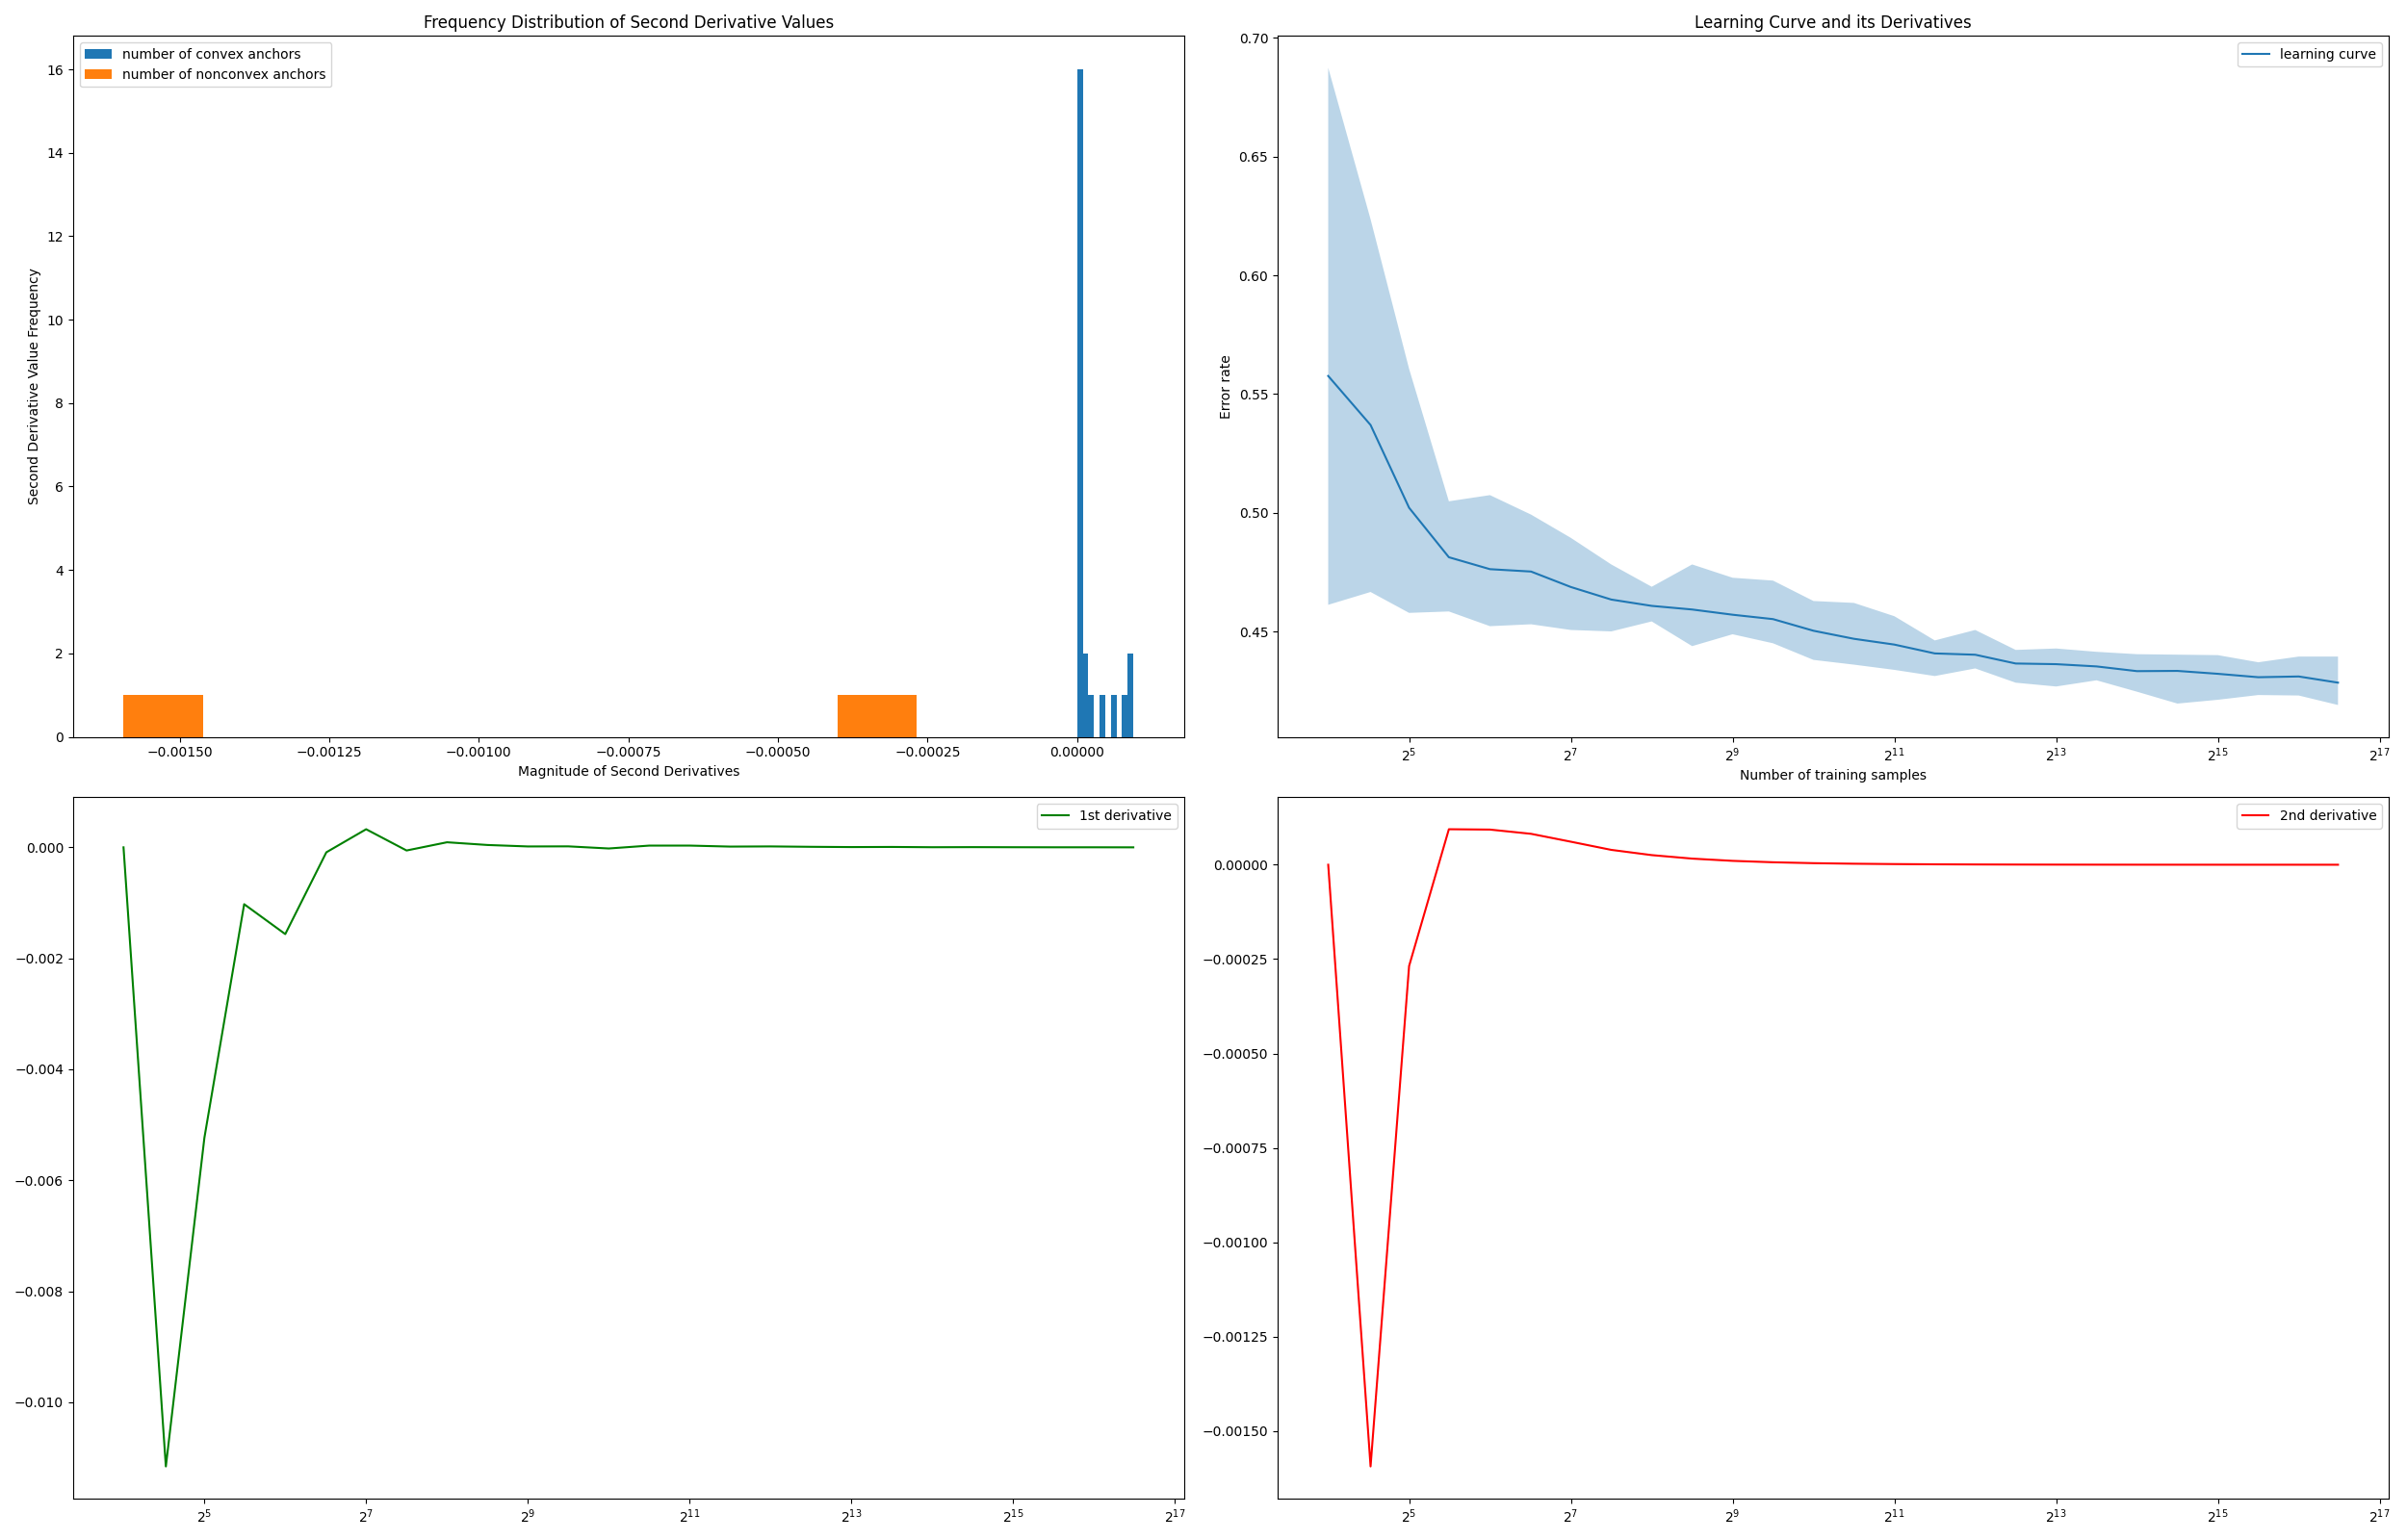 Frequency Distribution of Second Derivative Values
number of convex anchors
number of nonconvex anchors
Second Derivative Value Frequency
16
14
12
10
8
6
4
2
0
−0.00150 −0.00125 −0.00100 −0.00075 −0.00050 −0.00025 0.00000
Magnitude of Second Derivatives
Learning Curve and its Derivatives
learning curve
Error rate
0.70
0.65
0.60
0.55
0.50
0.45
2^5 2^7 2^9 2^11 2^13 2^15 2^17
Number of training samples
1st derivative
0.000
−0.002
−0.004
−0.006
−0.008
−0.010
2^5 2^7 2^9 2^11 2^13 2^15 2^17
2nd derivative
0.00000
−0.00025
−0.00050
−0.00075
−0.00100
−0.00125
−0.00150
2^5 2^7 2^9 2^11 2^13 2^15 2^17